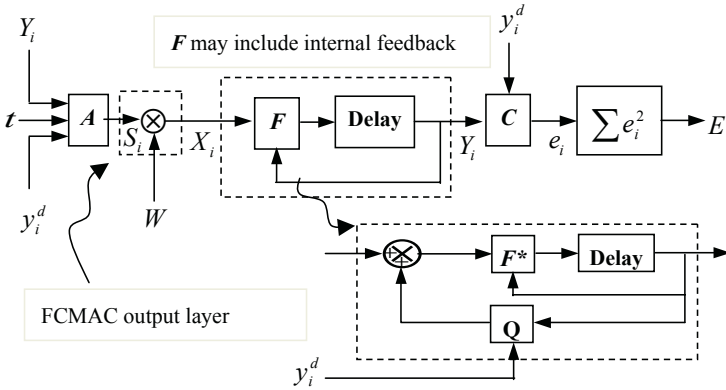 Y_i
F may include internal feedback
y_i^d
t
A
S_i
X_i
F
Delay
Y_i
C
e_i
∑ e_i^2
E
y_i^d
W
++
F*
Delay
FCMAC output layer
Q
y_i^d